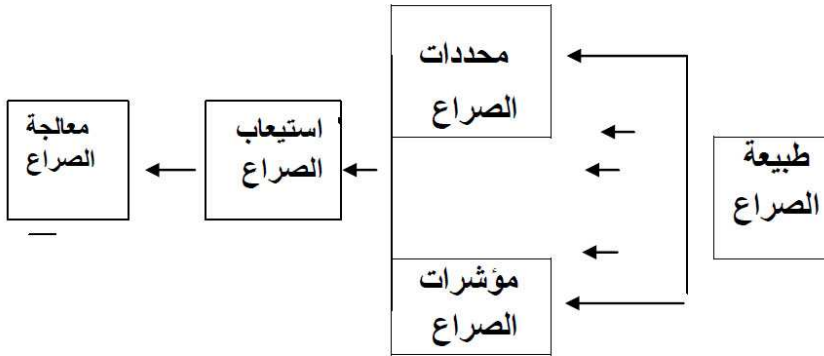 طبيعة
الصراع
محددات
الصراع
مؤشرات
الصراع
استيعاب
الصراع
معالجة
الصراع